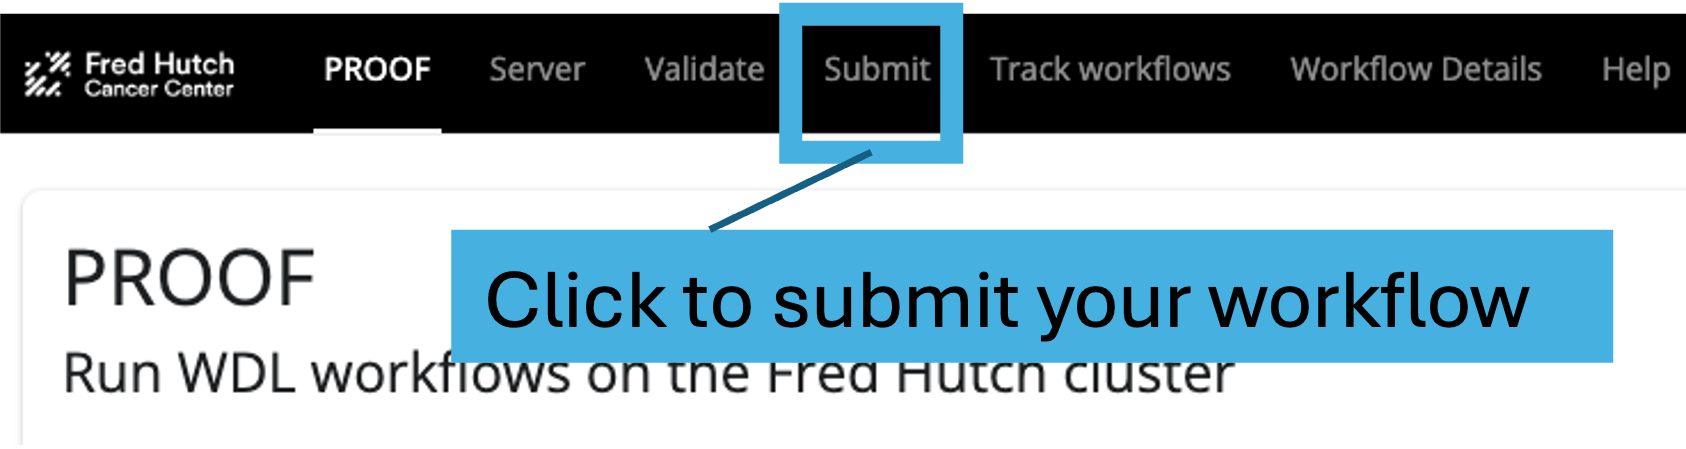 Fred Hutch
Cancer Center
PROOF Server Validate Submit Track workflows Workflow Details Help
PROOF
Click to submit your workflow
Run WDL workflows on the Fred Hutch cluster